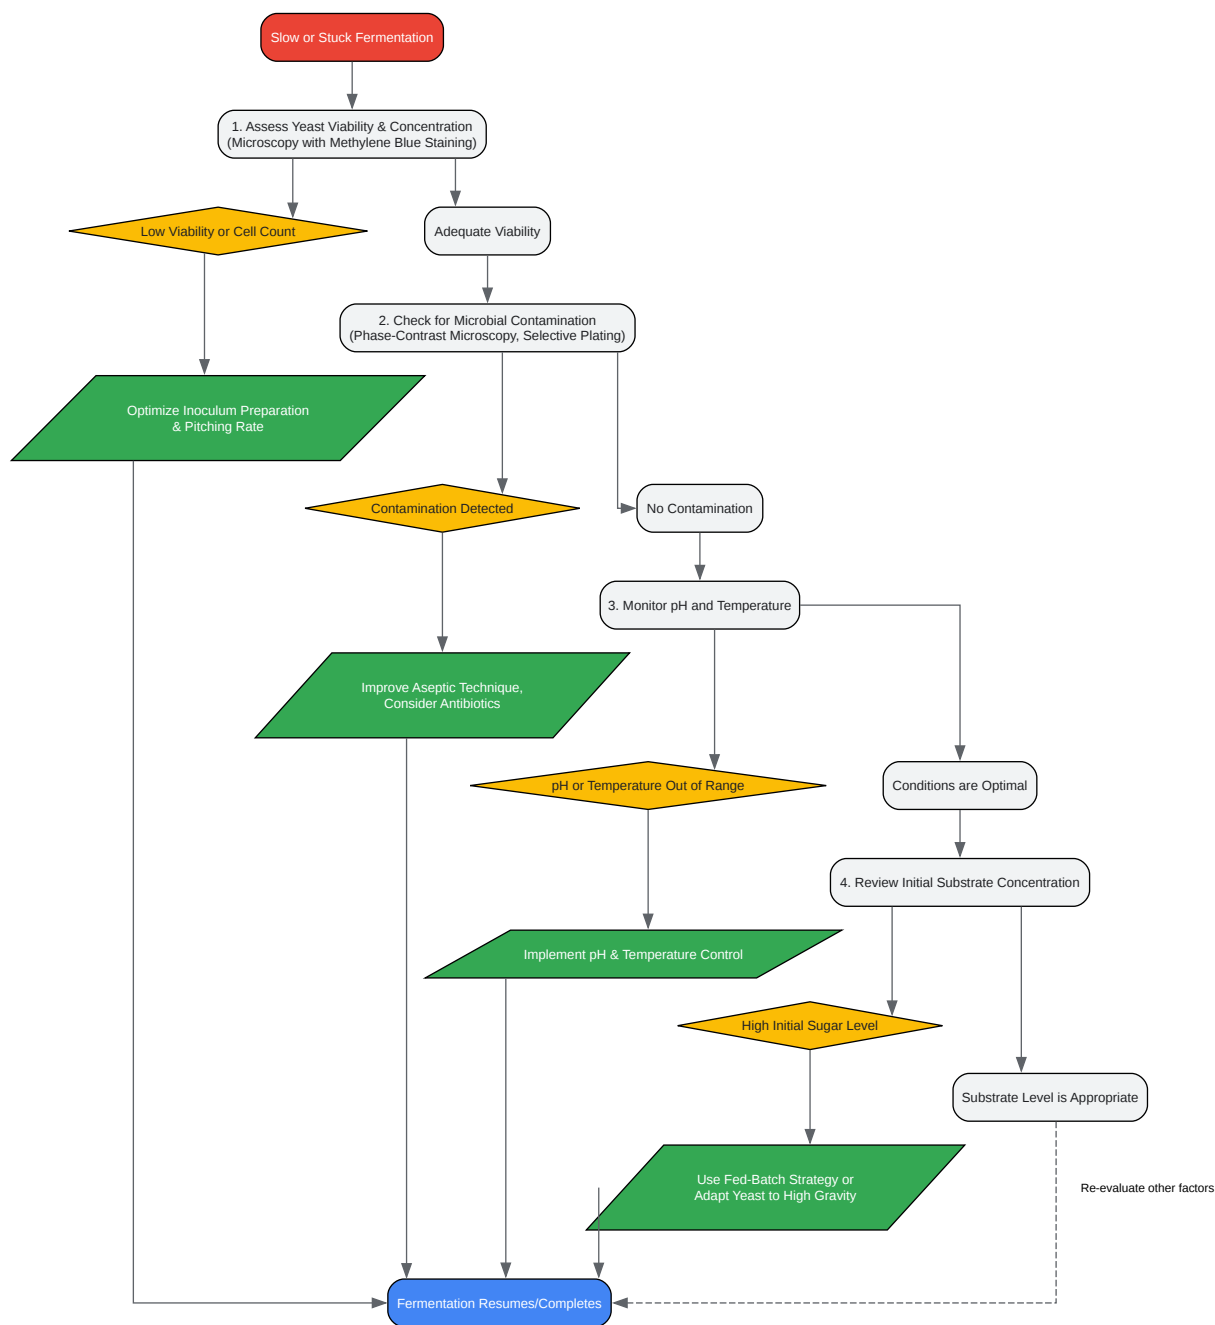 Slow or Stuck Fermentation
1. Assess Yeast Viability & Concentration
(Microscopy with Methylene Blue Staining)
Low Viability or Cell Count
Adequate Viability
2. Check for Microbial Contamination
(Phase-Contrast Microscopy, Selective Plating)
Optimize Inoculum Preparation
& Pitching Rate
Contamination Detected
No Contamination
3. Monitor pH and Temperature
Improve Aseptic Technique,
Consider Antibiotics
pH or Temperature Out of Range
Conditions are Optimal
4. Review Initial Substrate Concentration
Implement pH & Temperature Control
High Initial Sugar Level
Substrate Level is Appropriate
Use Fed-Batch Strategy or
Adapt Yeast to High Gravity
Re-evaluate other factors
Fermentation Resumes/Completes